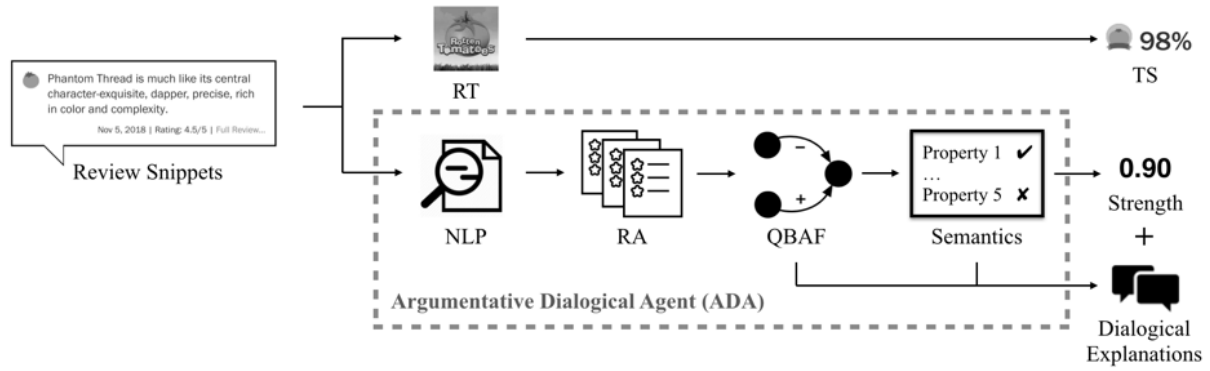 Phantom Thread is much like its central
character-exquisite, dapper, precise, rich
in color and complexity.
Nov 5, 2018 | Rating: 4.5/5 | Full Review...
Review Snippets
Rotten
Tomatoes
RT
98%
TS
NLP
RA
−
+
QBAF
Property 1 ✔
...
Property 5 ✘
Semantics
0.90
Strength
+
Dialogical
Explanations
Argumentative Dialogical Agent (ADA)